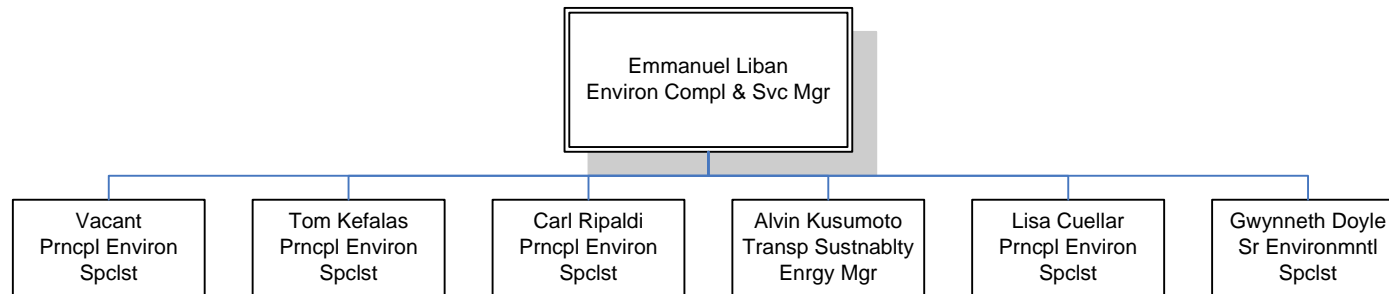 Emmanuel Liban
Environ Compl & Svc Mgr
Vacant
Prncpl Environ
Spclst
Tom Kefalas
Prncpl Environ
Spclst
Carl Ripaldi
Prncpl Environ
Spclst
Alvin Kusumoto
Transp Sustnablty
Enrgy Mgr
Lisa Cuellar
Prncpl Environ
Spclst
Gwynneth Doyle
Sr Environmntl
Spclst